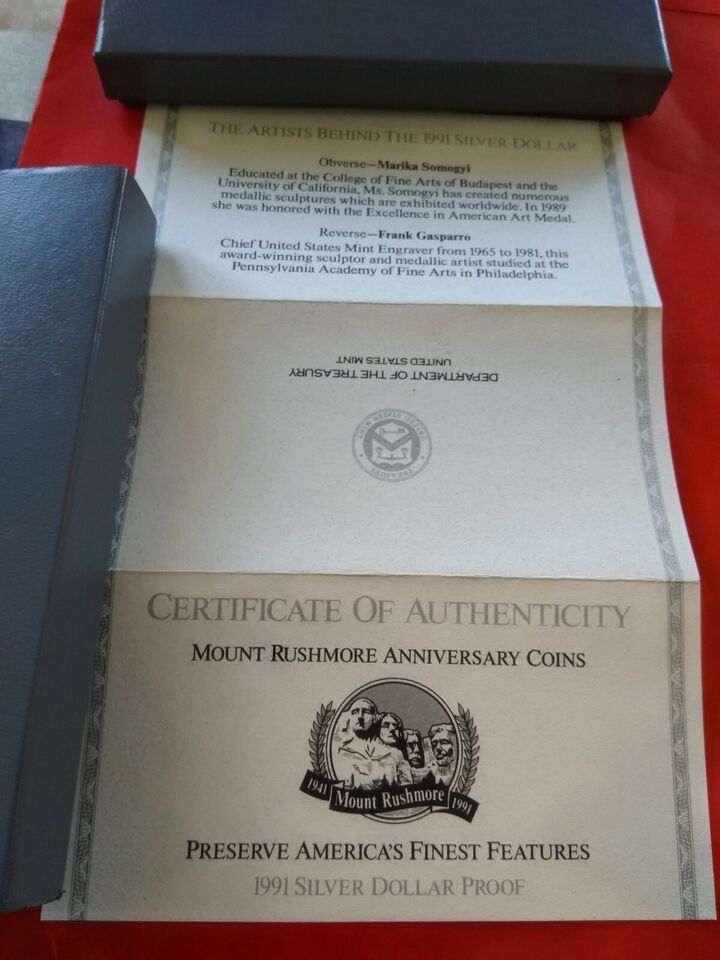 THE ARTISTS BEHIND THE 1991 SILVER DOLLAR
Obverse—Marika Somogyi
Educated at the College of Fine Arts of Budapest and the
University of California, Ms. Somogyi has created numerous
medallic sculptures which are exhibited worldwide. In 1989
she was honored with the Excellence in American Art Medal.
Reverse—Frank Gasparro
Chief United States Mint Engraver from 1965 to 1981, this
award-winning sculptor and medallic artist studied at the
Pennsylvania Academy of Fine Arts in Philadelphia.
DEPARTMENT OF THE TREASURY
UNITED STATES MINT
UNITED STATES MINT
TREASURY
CERTIFICATE OF AUTHENTICITY
MOUNT RUSHMORE ANNIVERSARY COINS
1941 Mount Rushmore 1991
PRESERVE AMERICA'S FINEST FEATURES
1991 SILVER DOLLAR PROOF